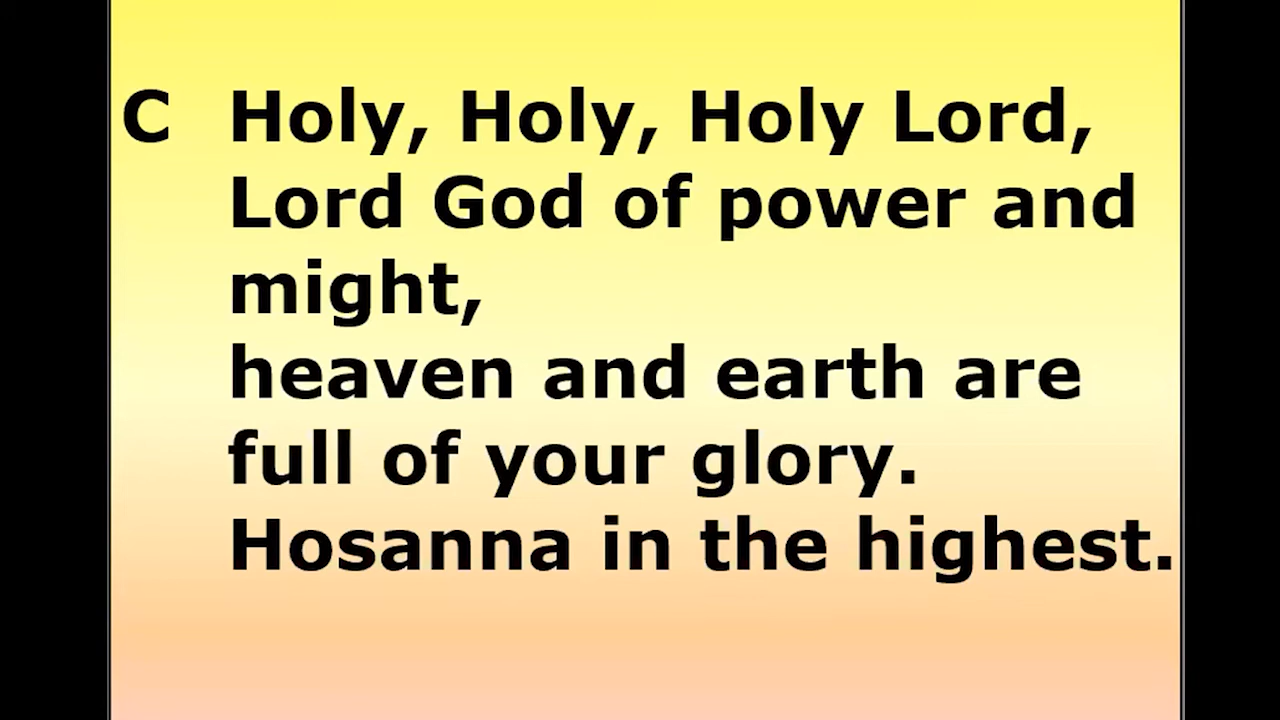 C Holy, Holy, Holy Lord,
Lord God of power and
might,
heaven and earth are
full of your glory.
Hosanna in the highest.